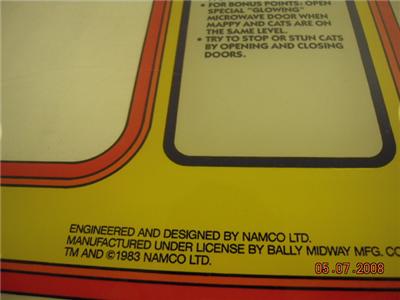 • FOR BONUS POINTS: OPEN
SPECIAL "GLOWING"
MICROWAVE DOOR WHEN
MAPPY AND CATS ARE ON
THE SAME LEVEL.
• TRY TO STOP OR STUN CATS
BY OPENING AND CLOSING
DOORS.
ENGINEERED AND DESIGNED BY NAMCO LTD.
MANUFACTURED UNDER LICENSE BY BALLY MIDWAY MFG. CO
TM AND ©1983 NAMCO LTD.
05.07.2008